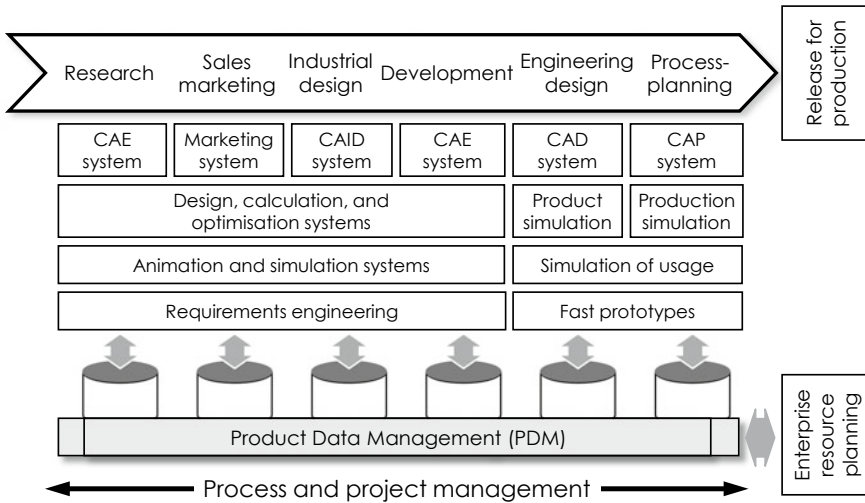 Research
Sales
marketing
Industrial
design
Development
Engineering
design
Process-
planning
Release for
production
CAE
system
Marketing
system
CAID
system
CAE
system
CAD
system
CAP
system
Design, calculation, and
optimisation systems
Product
simulation
Production
simulation
Animation and simulation systems
Simulation of usage
Requirements engineering
Fast prototypes
Product Data Management (PDM)
Enterprise
resource
planning
Process and project management